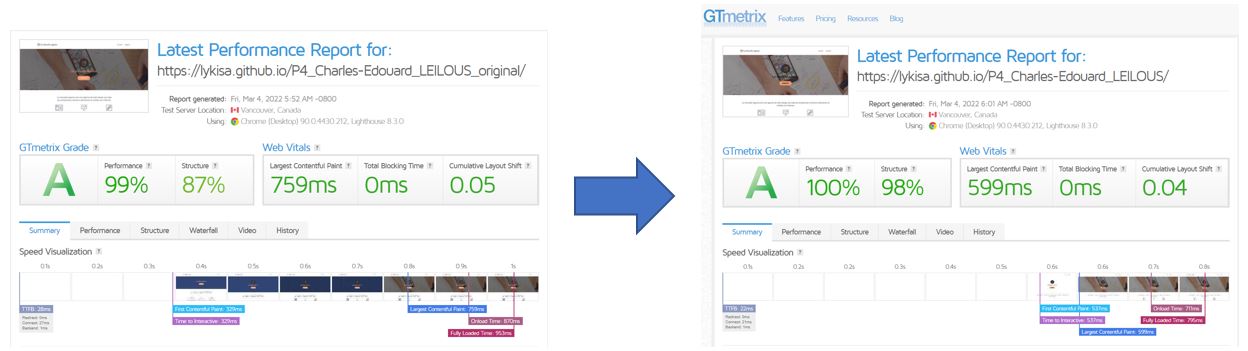 Latest Performance Report for:
https://lykisa.github.io/P4_Charles-Edouard_LEILOUS_original/
Report generated: Fri, Mar 4, 2022 5:52 AM -0800
Test Server Location: Vancouver, Canada
Using: Chrome (Desktop) 90.0.4430.212, Lighthouse 8.3.0
GTmetrix Grade ?
Web Vitals ?
A
Performance ?
99%
Structure ?
87%
Largest Contentful Paint ?
759ms
Total Blocking Time ?
0ms
Cumulative Layout Shift ?
0.05
Summary Performance Structure Waterfall Video History
Speed Visualization ?
0.1s 0.2s 0.3s 0.4s 0.5s 0.6s 0.7s 0.8s 0.9s 1s
TTFB: 28ms
Redirect: 0ms
Connect: 27ms
Backend: 1ms
First Contentful Paint: 329ms
Time to Interactive: 329ms
Largest Contentful Paint: 759ms
Onload Time: 870ms
Fully Loaded Time: 953ms
GTmetrix Features Pricing Resources Blog
Latest Performance Report for:
https://lykisa.github.io/P4_Charles-Edouard_LEILOUS/
Report generated: Fri, Mar 4, 2022 6:01 AM -0800
Test Server Location: Vancouver, Canada
Using: Chrome (Desktop) 90.0.4430.212, Lighthouse 8.3.0
GTmetrix Grade ?
Web Vitals ?
A
Performance ?
100%
Structure ?
98%
Largest Contentful Paint ?
599ms
Total Blocking Time ?
0ms
Cumulative Layout Shift ?
0.04
Summary Performance Structure Waterfall Video History
Speed Visualization ?
0.1s 0.2s 0.3s 0.4s 0.5s 0.6s 0.6s 0.7s 0.8s
TTFB: 22ms
Redirect: 0ms
Connect: 21ms
Backend: 1ms
First Contentful Paint: 537ms
Time to Interactive: 537ms
Largest Contentful Paint: 599ms
Onload Time: 711ms
Fully Loaded Time: 795ms